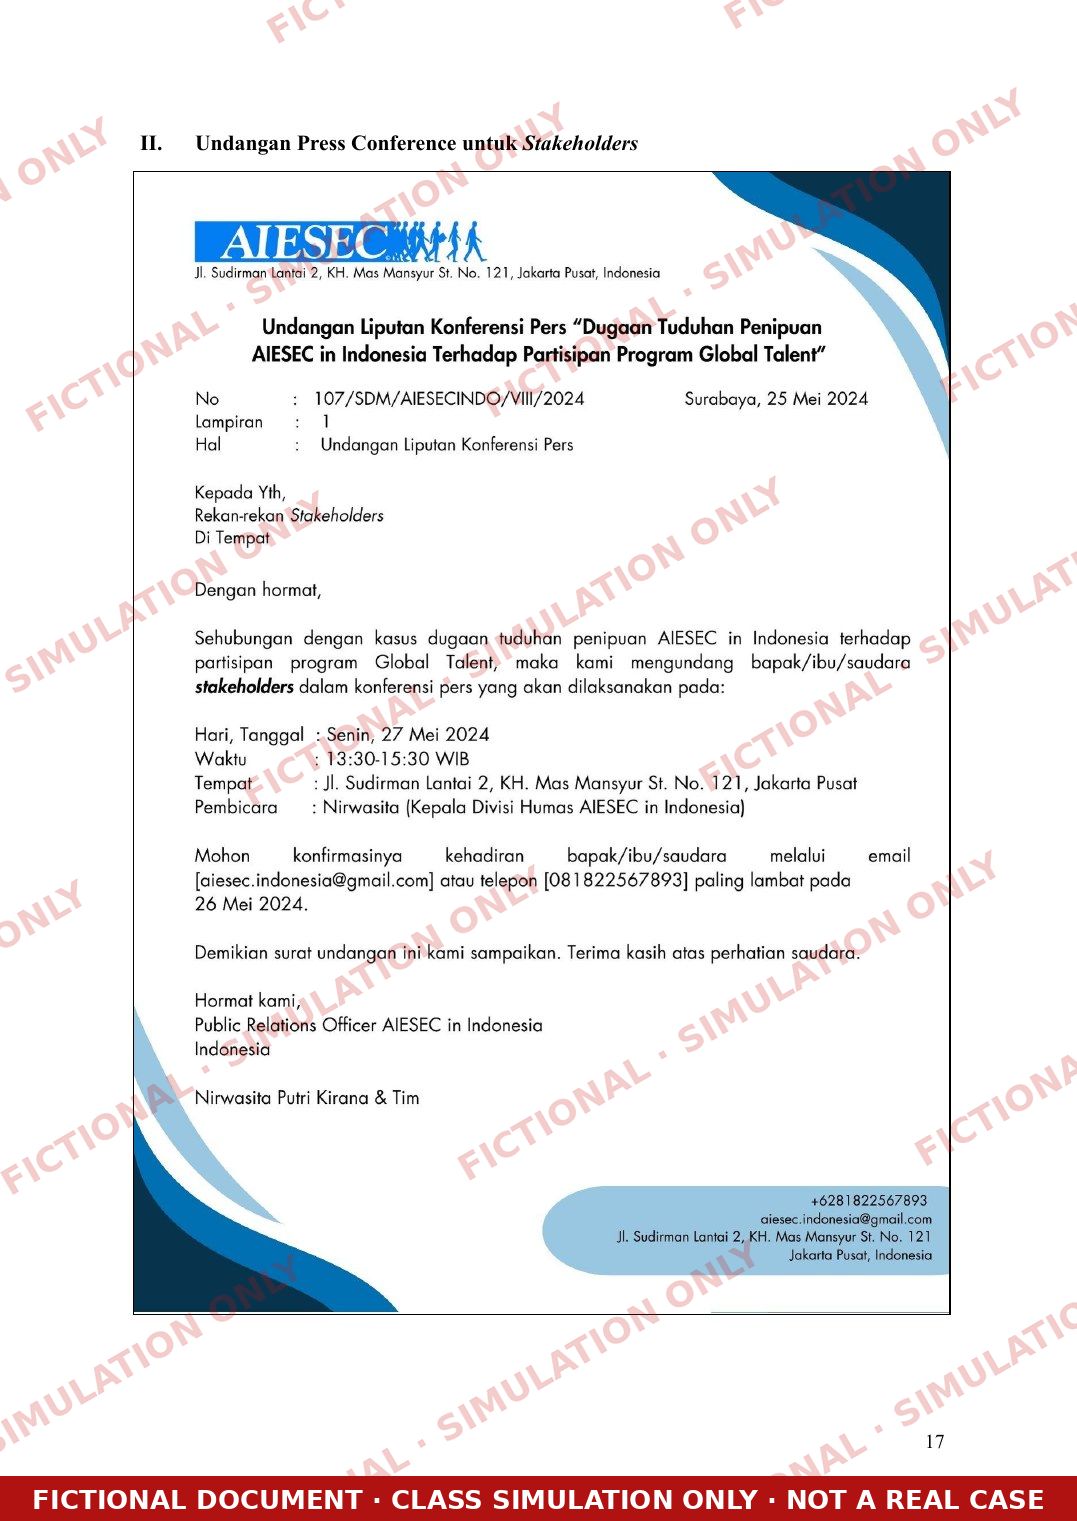 II. Undangan Press Conference untuk Stakeholders
AIESEC
Jl. Sudirman Lantai 2, KH. Mas Mansyur St. No. 121, Jakarta Pusat, Indonesia
Undangan Liputan Konferensi Pers “Dugaan Tuduhan Penipuan
AIESEC in Indonesia Terhadap Partisipan Program Global Talent”
No : 107/SDM/AIESECINDO/VIII/2024 Surabaya, 25 Mei 2024
Lampiran : 1
Hal : Undangan Liputan Konferensi Pers
Kepada Yth,
Rekan-rekan Stakeholders
Di Tempat
Dengan hormat,
Sehubungan dengan kasus dugaan tuduhan penipuan AIESEC in Indonesia terhadap
partisipan program Global Talent, maka kami mengundang bapak/ibu/saudara
stakeholders dalam konferensi pers yang akan dilaksanakan pada:
Hari, Tanggal : Senin, 27 Mei 2024
Waktu : 13:30-15:30 WIB
Tempat : Jl. Sudirman Lantai 2, KH. Mas Mansyur St. No. 121, Jakarta Pusat
Pembicara : Nirwasita (Kepala Divisi Humas AIESEC in Indonesia)
Mohon konfirmasinya kehadiran bapak/ibu/saudara melalui email
[aiesec.indonesia@gmail.com] atau telepon [081822567893] paling lambat pada
26 Mei 2024.
Demikian surat undangan ini kami sampaikan. Terima kasih atas perhatian saudara.
Hormat kami,
Public Relations Officer AIESEC in Indonesia
Indonesia
Nirwasita Putri Kirana & Tim
+6281822567893
aiesec.indonesia@gmail.com
Jl. Sudirman Lantai 2, KH. Mas Mansyur St. No. 121
Jakarta Pusat, Indonesia
17
FICTIONAL · SIMULATION ONLY
FICTIONAL DOCUMENT · CLASS SIMULATION ONLY · NOT A REAL CASE